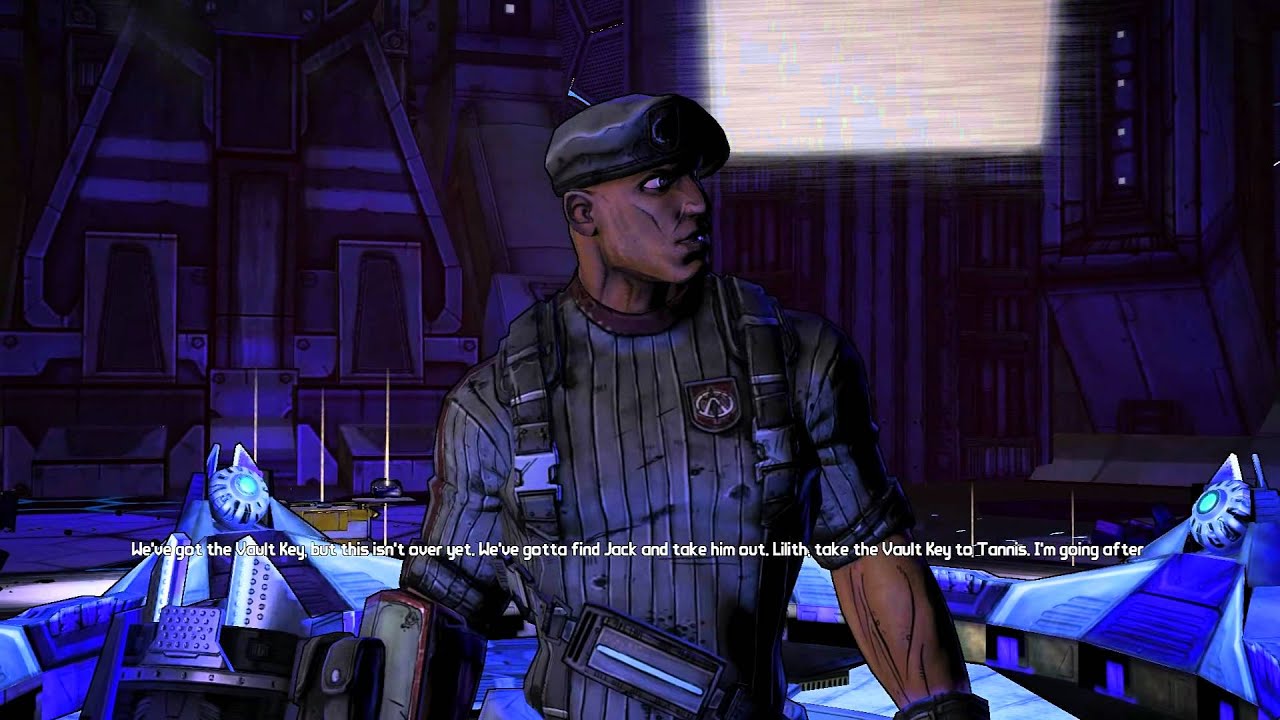 We've got the Vault Key, but this isn't over yet. We've gotta find Jack and take him out. Lilith, take the Vault Key to Tannis. I'm going after